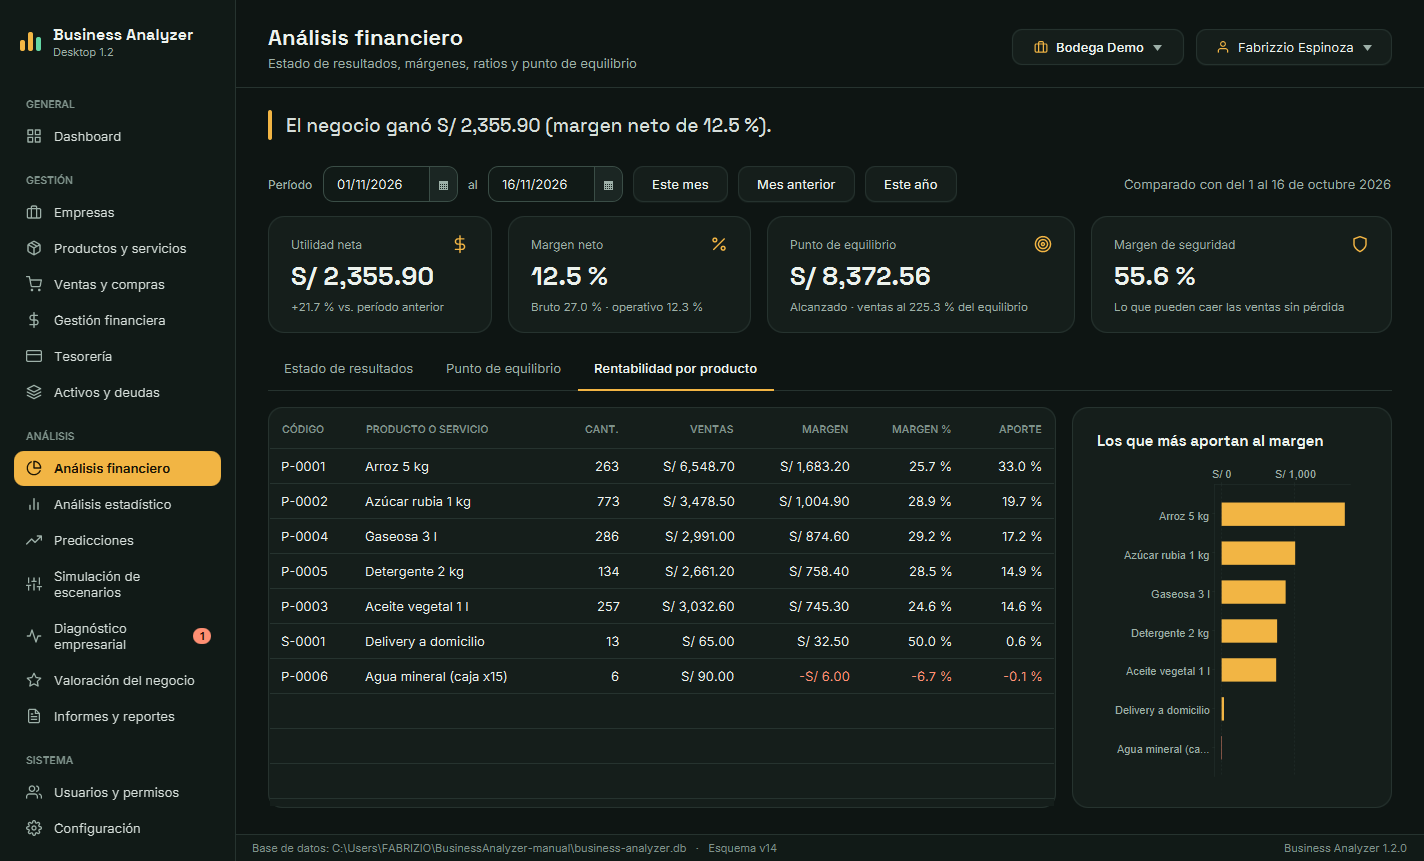 Business Analyzer
Desktop 1.2
GENERAL
Dashboard
GESTIÓN
Empresas
Productos y servicios
Ventas y compras
Gestión financiera
Tesorería
Activos y deudas
ANÁLISIS
Análisis financiero
Análisis estadístico
Predicciones
Simulación de
escenarios
Diagnóstico
empresarial
1
Valoración del negocio
Informes y reportes
SISTEMA
Usuarios y permisos
Configuración
Análisis financiero
Estado de resultados, márgenes, ratios y punto de equilibrio
Bodega Demo
Fabrizzio Espinoza
El negocio ganó S/ 2,355.90 (margen neto de 12.5 %).
Período 01/11/2026 al 16/11/2026 Este mes Mes anterior Este año Comparado con del 1 al 16 de octubre 2026
Utilidad neta
S/ 2,355.90
+21.7 % vs. período anterior
Margen neto
12.5 %
Bruto 27.0 % · operativo 12.3 %
Punto de equilibrio
S/ 8,372.56
Alcanzado · ventas al 225.3 % del equilibrio
Margen de seguridad
55.6 %
Lo que pueden caer las ventas sin pérdida
Estado de resultados Punto de equilibrio Rentabilidad por producto
CÓDIGO PRODUCTO O SERVICIO CANT. VENTAS MARGEN MARGEN % APORTE
P-0001 Arroz 5 kg 263 S/ 6,548.70 S/ 1,683.20 25.7 % 33.0 %
P-0002 Azúcar rubia 1 kg 773 S/ 3,478.50 S/ 1,004.90 28.9 % 19.7 %
P-0004 Gaseosa 3 l 286 S/ 2,991.00 S/ 874.60 29.2 % 17.2 %
P-0005 Detergente 2 kg 134 S/ 2,661.20 S/ 758.40 28.5 % 14.9 %
P-0003 Aceite vegetal 1 l 257 S/ 3,032.60 S/ 745.30 24.6 % 14.6 %
S-0001 Delivery a domicilio 13 S/ 65.00 S/ 32.50 50.0 % 0.6 %
P-0006 Agua mineral (caja x15) 6 S/ 90.00 -S/ 6.00 -6.7 % -0.1 %
Los que más aportan al margen
S/ 0 S/ 1,000
Arroz 5 kg
Azúcar rubia 1 kg
Gaseosa 3 l
Detergente 2 kg
Aceite vegetal 1 l
Delivery a domicilio
Agua mineral (ca...
Base de datos: C:\Users\FABRIZIO\BusinessAnalyzer-manual\business-analyzer.db · Esquema v14
Business Analyzer 1.2.0